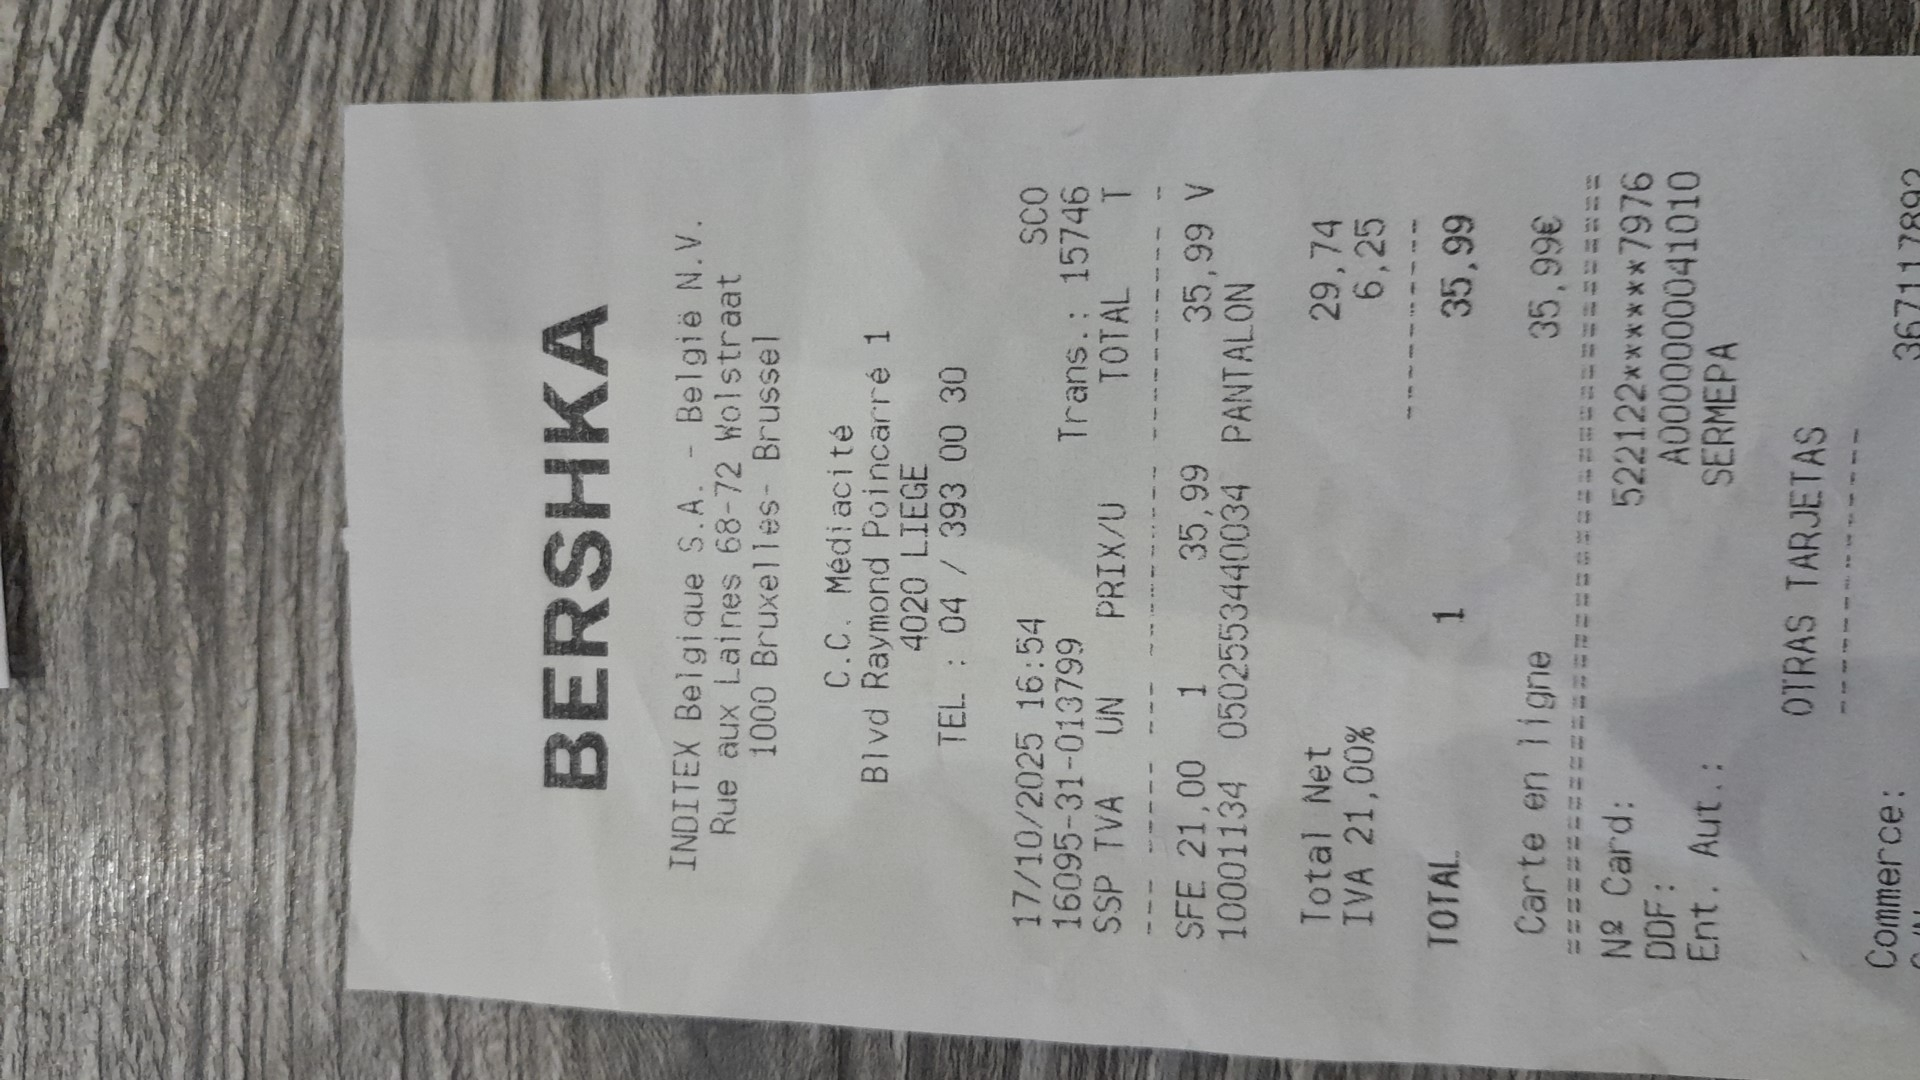 BERSHKA
INDITEX Belgique S.A. - België N.V.
Rue aux Laines 68-72 Wolstraat
1000 Bruxelles- Brussel
C.C. Médiacité
Blvd Raymond Poincarré 1
4020 LIEGE
TEL : 04 / 393 00 30
17/10/2025 16:54 SCO
16095-31-013799 Trans.: 15746
SSP TVA UN PRIX/U TOTAL T
SFE 21,00 1 35,99 35,99 V
10001134 05025534400034 PANTALON
Total Net 29,74
IVA 21,00% 6,25
TOTAL 1 35,99
Carte en ligne 35,99€
Nº Card: 522122******7976
DDF: A0000000041010
Ent. Aut.: SERMEPA
OTRAS TARJETAS
Commerce: 367117892